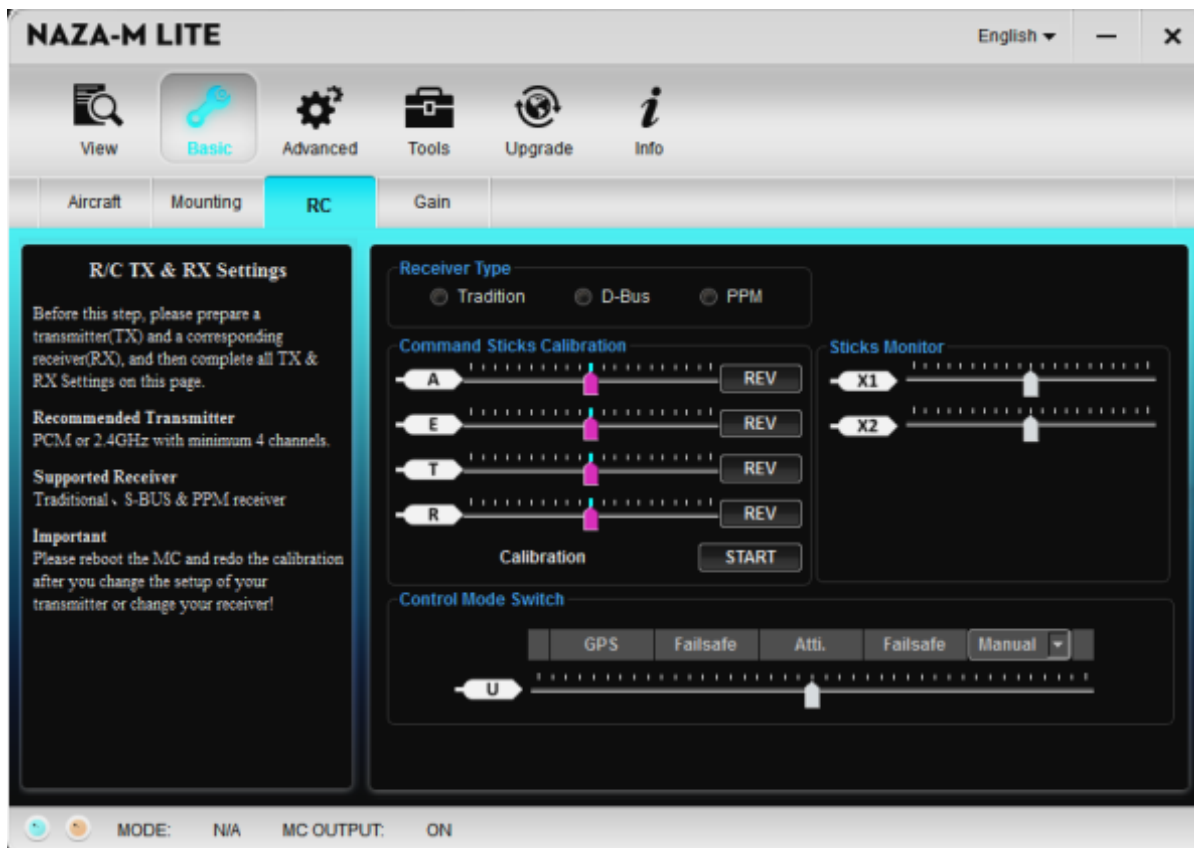 NAZA-M LITE
English
View
Basic
Advanced
Tools
Upgrade
Info
Aircraft
Mounting
RC
Gain
R/C TX & RX Settings
Before this step, please prepare a
transmitter(TX) and a corresponding
receiver(RX), and then complete all TX &
RX Settings on this page.
Recommended Transmitter
PCM or 2.4GHz with minimum 4 channels.
Supported Receiver
Traditional、S-BUS & PPM receiver
Important
Please reboot the MC and redo the calibration
after you change the setup of your
transmitter or change your receiver!
Receiver Type
Tradition
D-Bus
PPM
Command Sticks Calibration
A
REV
E
REV
T
REV
R
REV
Calibration
START
Sticks Monitor
X1
X2
Control Mode Switch
GPS
Failsafe
Atti.
Failsafe
Manual
U
MODE: N/A MC OUTPUT: ON